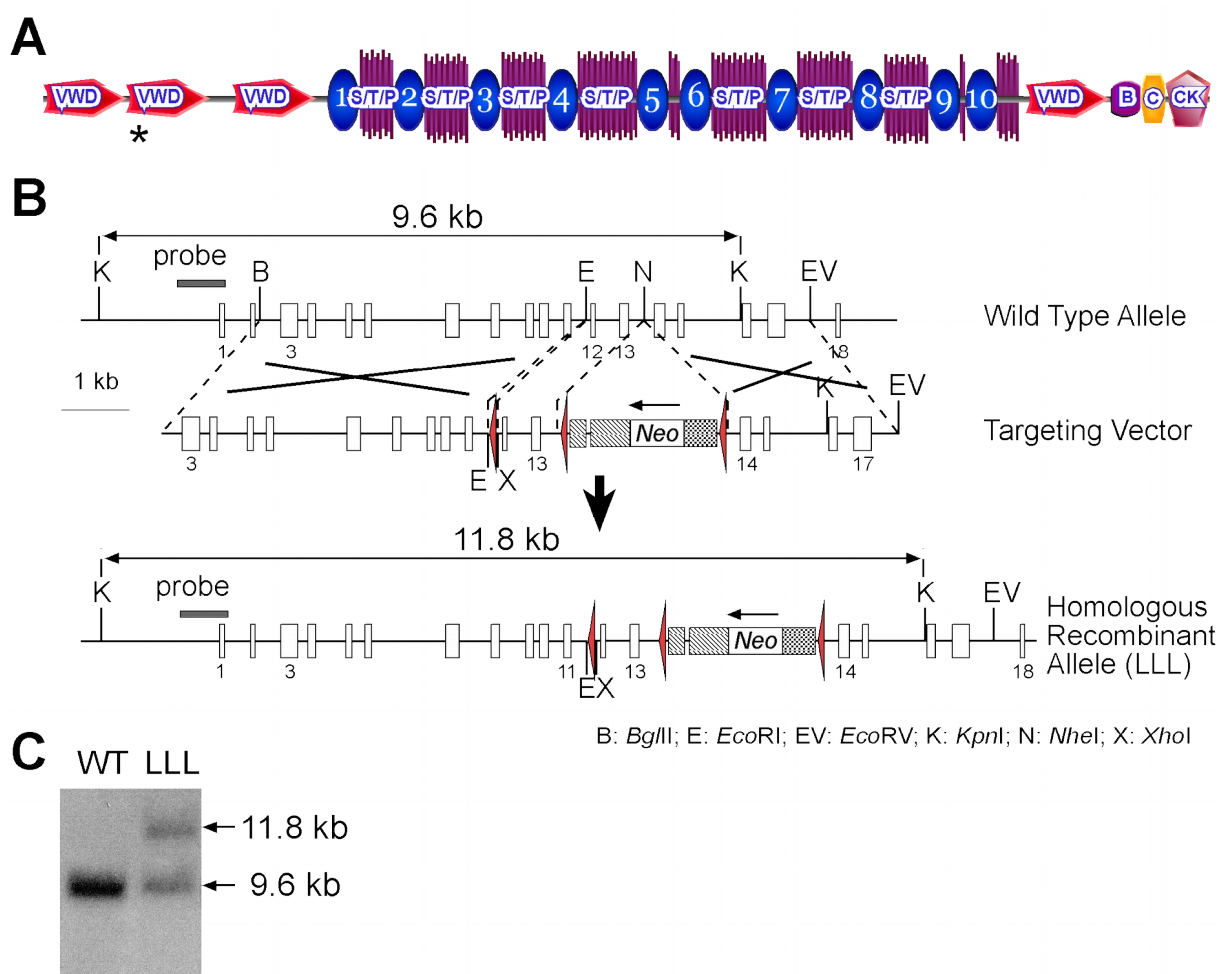 A
VWD VWD VWD 1 S/T/P 2 S/T/P 3 S/T/P 4 S/T/P 5 6 S/T/P 7 S/T/P 8 S/T/P 9 10 VWD B C CK
*
B
9.6 kb
probe
K B E N K EV
Wild Type Allele
1 3 12 13 18
1 kb
K EV
Neo
Targeting Vector
3 13 14 17
E X
11.8 kb
probe
K K EV
Neo
Homologous
Recombinant
Allele (LLL)
1 3 11 13 14 18
EX
B: BglII; E: EcoRI; EV: EcoRV; K: KpnI; N: NheI; X: XhoI
C
WT LLL
11.8 kb
9.6 kb